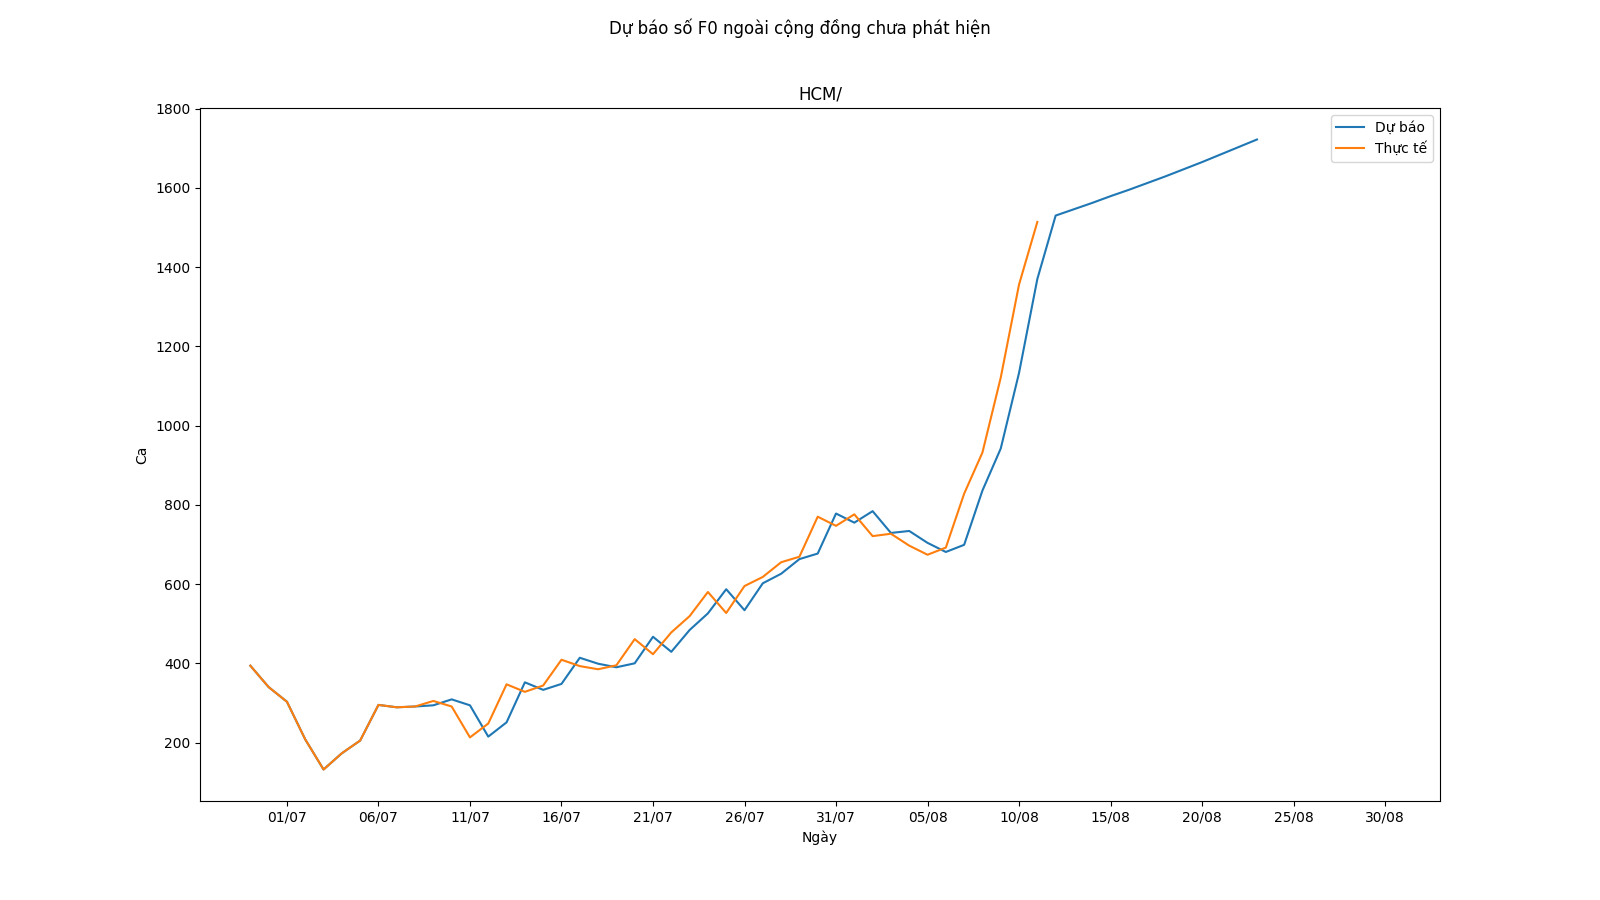 Dự báo số F0 ngoài cộng đồng chưa phát hiện
HCM/
Dự báo
Thực tế
1800
1600
1400
1200
1000
800
600
400
200
Ca
01/07 06/07 11/07 16/07 21/07 26/07 31/07 05/08 10/08 15/08 20/08 25/08 30/08
Ngày